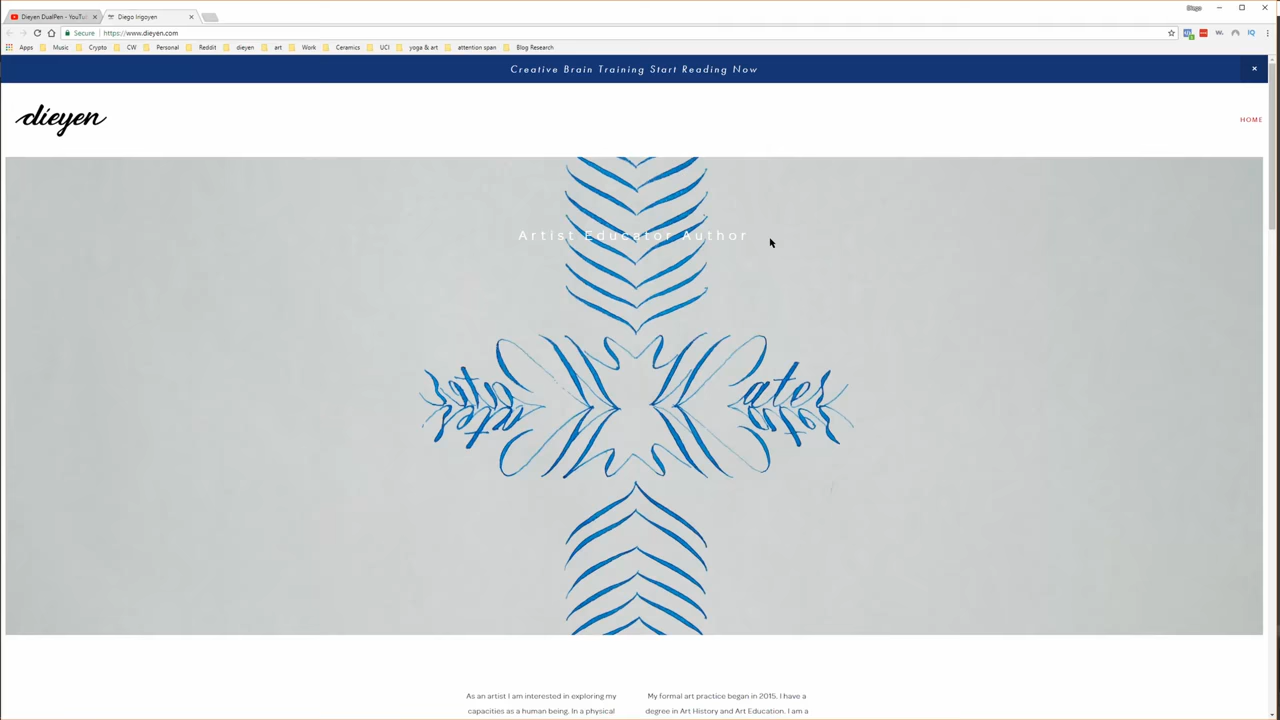 Dieyen DualPen - YouTu
Diego Irigoyen
Diego
Secure
https://www.dieyen.com
Apps
Music
Crypto
CW
Personal
Reddit
dieyen
art
Work
Ceramics
UCI
yoga & art
attention span
Blog Research
Creative Brain Training Start Reading Now
dieyen
HOME
Artist Educator Author
ates
As an artist I am interested in exploring my
capacities as a human being. In a physical
My formal art practice began in 2015. I have a
degree in Art History and Art Education. I am a